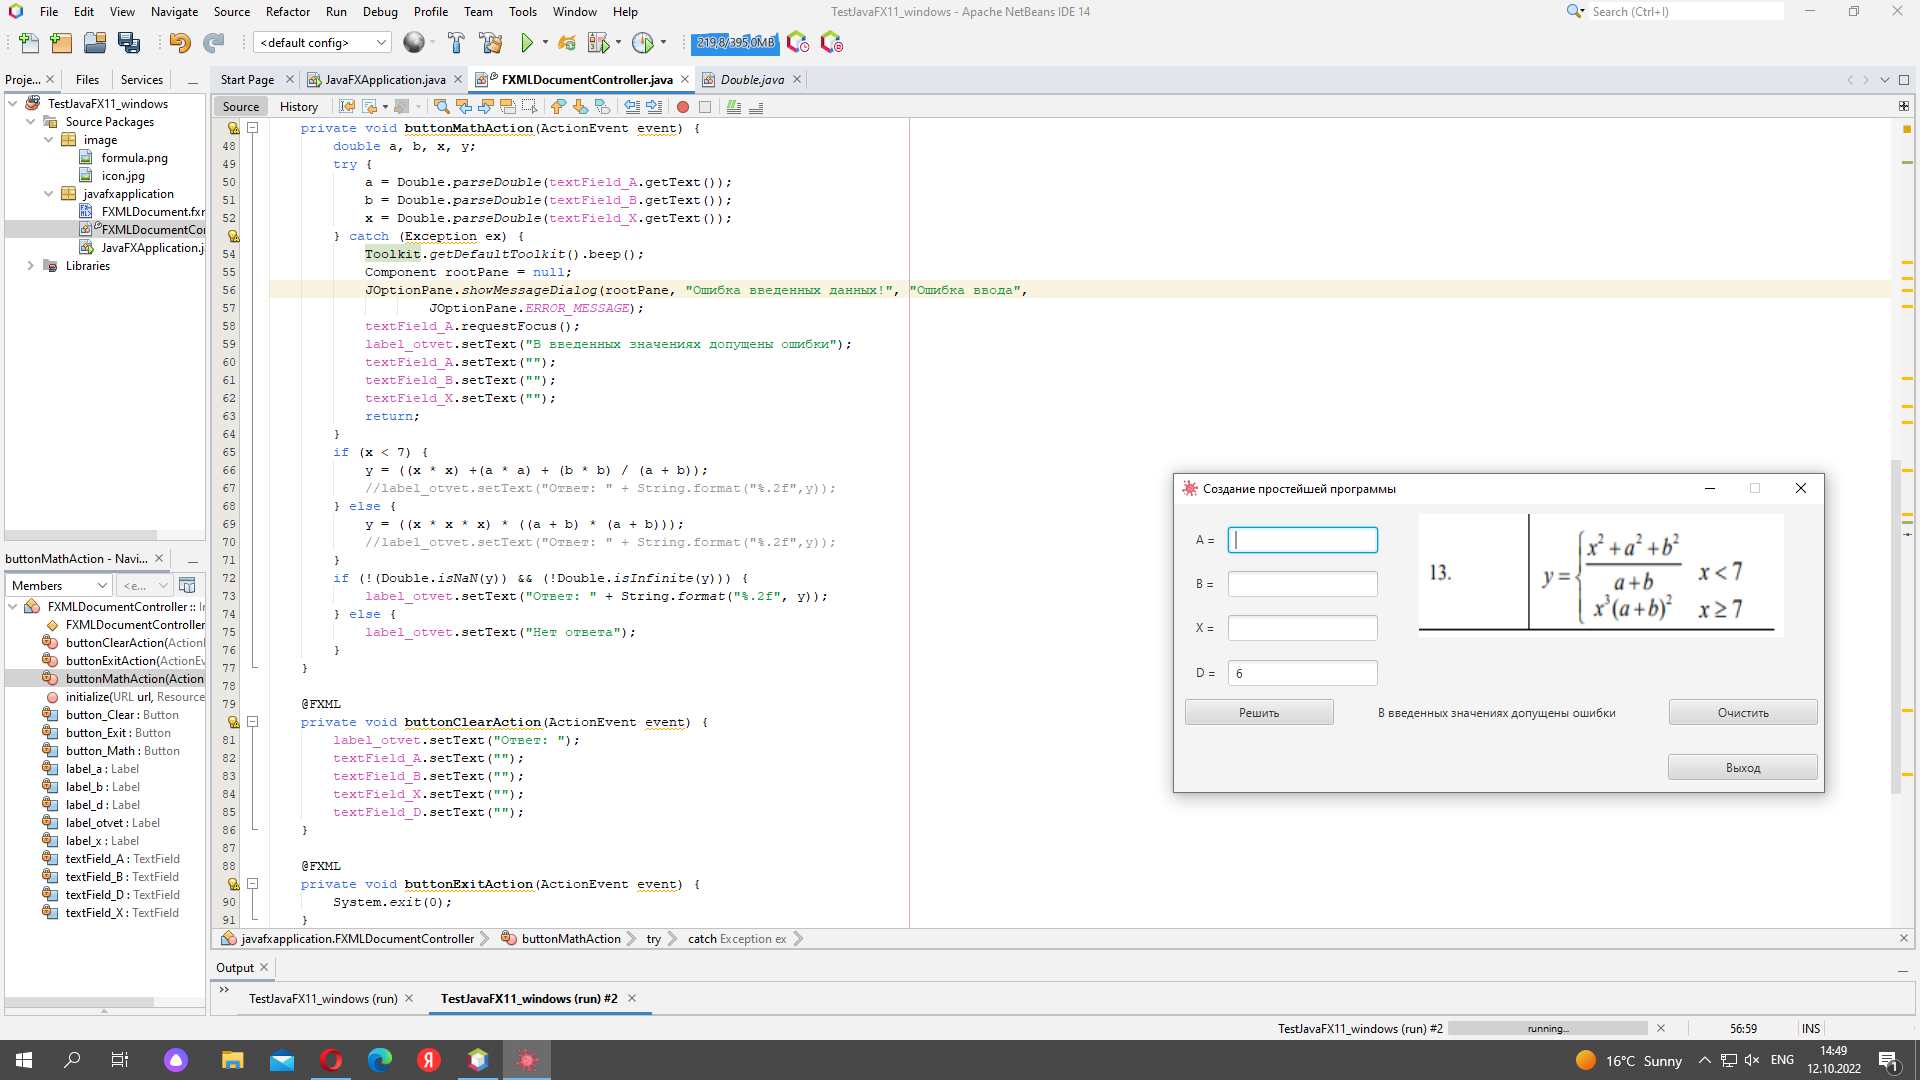 File Edit View Navigate Source Refactor Run Debug Profile Team Tools Window Help
TestJavaFX11_windows - Apache NetBeans IDE 14
Search (Ctrl+I)
<default config>
219,8/395,0MB
Proje... Files Services
Start Page JavaFXApplication.java FXMLDocumentController.java Double.java
Source History
TestJavaFX11_windows
Source Packages
image
formula.png
icon.jpg
javafxapplication
FXMLDocument.fxr
FXMLDocumentCor
JavaFXApplication.j
Libraries
private void buttonMathAction(ActionEvent event) {
48 double a, b, x, y;
49 try {
50 a = Double.parseDouble(textField_A.getText());
51 b = Double.parseDouble(textField_B.getText());
52 x = Double.parseDouble(textField_X.getText());
} catch (Exception ex) {
54 Toolkit.getDefaultToolkit().beep();
55 Component rootPane = null;
56 JOptionPane.showMessageDialog(rootPane, "Ошибка введенных данных!", "Ошибка ввода",
57 JOptionPane.ERROR_MESSAGE);
58 textField_A.requestFocus();
59 label_otvet.setText("В введенных значениях допущены ошибки");
60 textField_A.setText("");
61 textField_B.setText("");
62 textField_X.setText("");
63 return;
64 }
65 if (x < 7) {
66 y = ((x * x) +(a * a) + (b * b) / (a + b));
67 //label_otvet.setText("Ответ: " + String.format("%.2f",y));
68 } else {
69 y = ((x * x * x) * ((a + b) * (a + b)));
70 //label_otvet.setText("Ответ: " + String.format("%.2f",y));
71 }
72 if (!(Double.isNaN(y)) && (!Double.isInfinite(y))) {
73 label_otvet.setText("Ответ: " + String.format("%.2f", y));
74 } else {
75 label_otvet.setText("Нет ответа");
76 }
77 }
78
79 @FXML
private void buttonClearAction(ActionEvent event) {
81 label_otvet.setText("Ответ: ");
82 textField_A.setText("");
83 textField_B.setText("");
84 textField_X.setText("");
85 textField_D.setText("");
86 }
87
88 @FXML
private void buttonExitAction(ActionEvent event) {
90 System.exit(0);
91 }
buttonMathAction - Navi...
Members <e...
FXMLDocumentController :: In
FXMLDocumentController
buttonClearAction(ActionE
buttonExitAction(ActionEv
buttonMathAction(Action
initialize(URL url, Resource
button_Clear : Button
button_Exit : Button
button_Math : Button
label_a : Label
label_b : Label
label_d : Label
label_otvet : Label
label_x : Label
textField_A : TextField
textField_B : TextField
textField_D : TextField
textField_X : TextField
Создание простейшей программы
A =
B =
X =
D = 6
13. y = { x² + a² + b² / a + b x < 7
x³(a + b)² x ≥ 7
Решить В введенных значениях допущены ошибки Очистить
Выход
javafxapplication.FXMLDocumentController buttonMathAction try catch Exception ex
Output
TestJavaFX11_windows (run) TestJavaFX11_windows (run) #2
TestJavaFX11_windows (run) #2 running... 56:59 INS
16°C Sunny ENG 14:49
12.10.2022
1